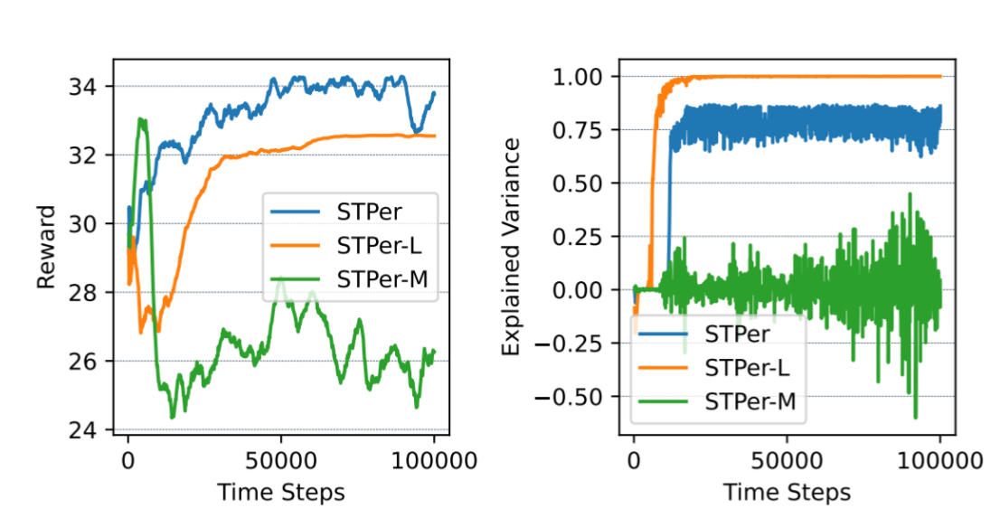 34
32
30
28
26
24
Reward
STPer
STPer-L
STPer-M
0
50000
100000
Time Steps
1.00
0.75
0.50
0.25
0.00
−0.25
−0.50
Explained Variance
STPer
STPer-L
STPer-M
0
50000
100000
Time Steps